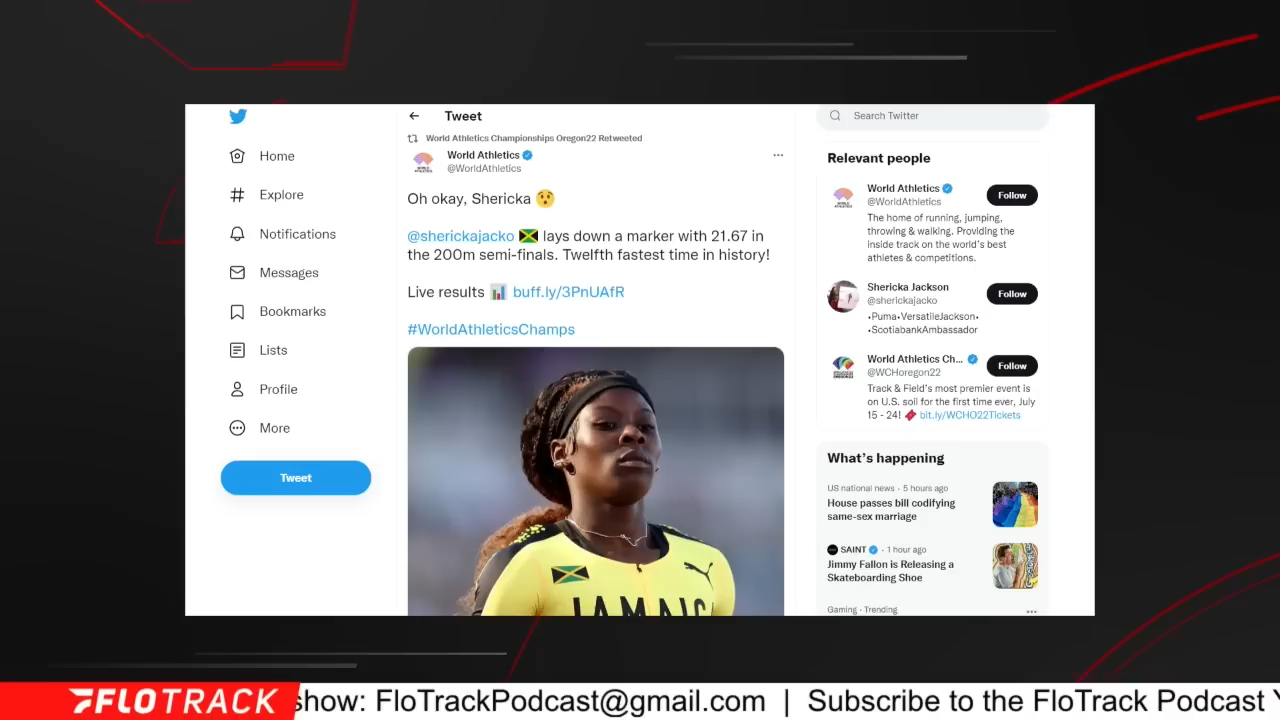 Home
Explore
Notifications
Messages
Bookmarks
Lists
Profile
More
Tweet
Tweet
World Athletics Championships Oregon22 Retweeted
World Athletics
@WorldAthletics
Oh okay, Shericka 😯
@sherickajacko 🇯🇲 lays down a marker with 21.67 in
the 200m semi-finals. Twelfth fastest time in history!
Live results 📊 buff.ly/3PnUAfR
#WorldAthleticsChamps
JAMAIC
Search Twitter
Relevant people
World Athletics
@WorldAthletics
Follow
The home of running, jumping,
throwing & walking. Providing the
inside track on the world's best
athletes & competitions.
Shericka Jackson
@sherickajacko
Follow
•Puma•VersatileJackson•
•ScotiabankAmbassador
World Athletics Ch...
@WCHoregon22
Follow
Track & Field's most premier event is
on U.S. soil for the first time ever, July
15 - 24! 🎟️ bit.ly/WCHO22Tickets
What's happening
US national news · 5 hours ago
House passes bill codifying
same-sex marriage
SAINT · 1 hour ago
Jimmy Fallon is Releasing a
Skateboarding Shoe
Gaming · Trending
FLOTRACK
show: FloTrackPodcast@gmail.com | Subscribe to the FloTrack Podcast Y